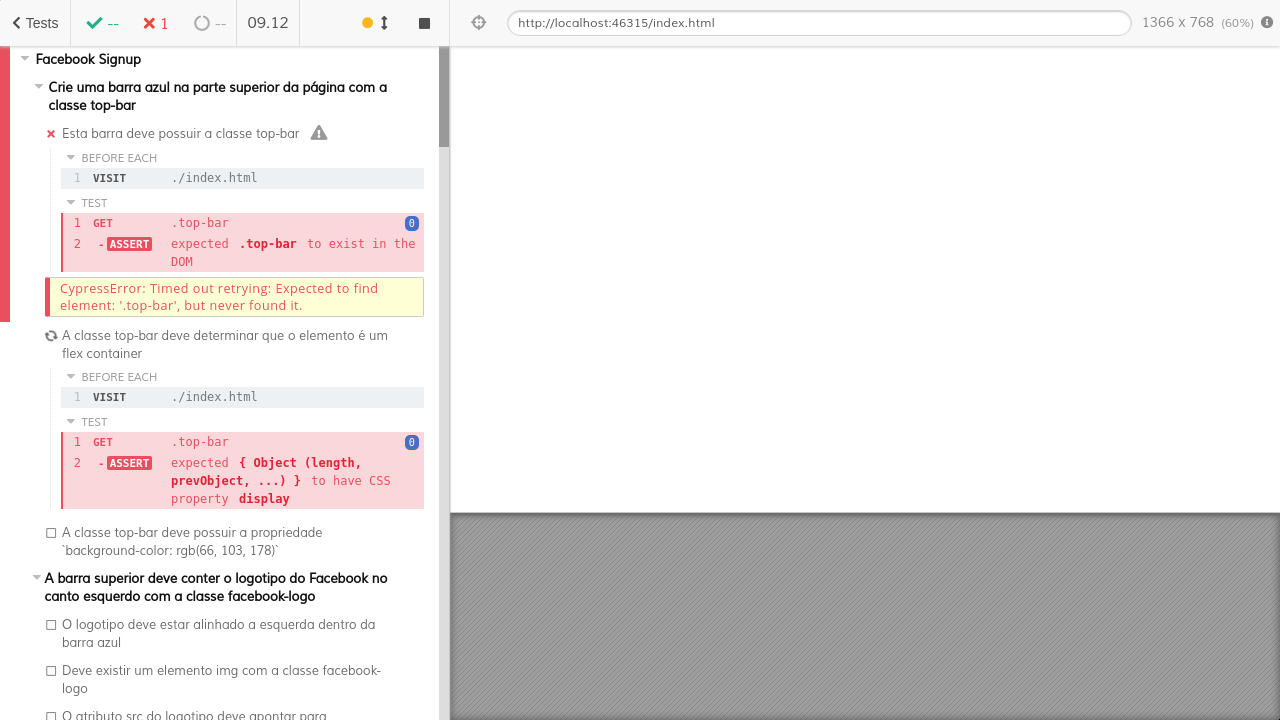 Tests
--
1
--
09.12
http://localhost:46315/index.html
1366 x 768 (60%)
Facebook Signup
Crie uma barra azul na parte superior da página com a
classe top-bar
Esta barra deve possuir a classe top-bar
BEFORE EACH
1 VISIT ./index.html
TEST
1 GET .top-bar 0
2 -ASSERT expected .top-bar to exist in the
DOM
CypressError: Timed out retrying: Expected to find
element: '.top-bar', but never found it.
A classe top-bar deve determinar que o elemento é um
flex container
BEFORE EACH
1 VISIT ./index.html
TEST
1 GET .top-bar 0
2 -ASSERT expected { Object (length,
prevObject, ...) } to have CSS
property display
A classe top-bar deve possuir a propriedade
`background-color: rgb(66, 103, 178)`
A barra superior deve conter o logotipo do Facebook no
canto esquerdo com a classe facebook-logo
O logotipo deve estar alinhado a esquerda dentro da
barra azul
Deve existir um elemento img com a classe facebook-
logo
O atributo src do logotipo deve apontar para